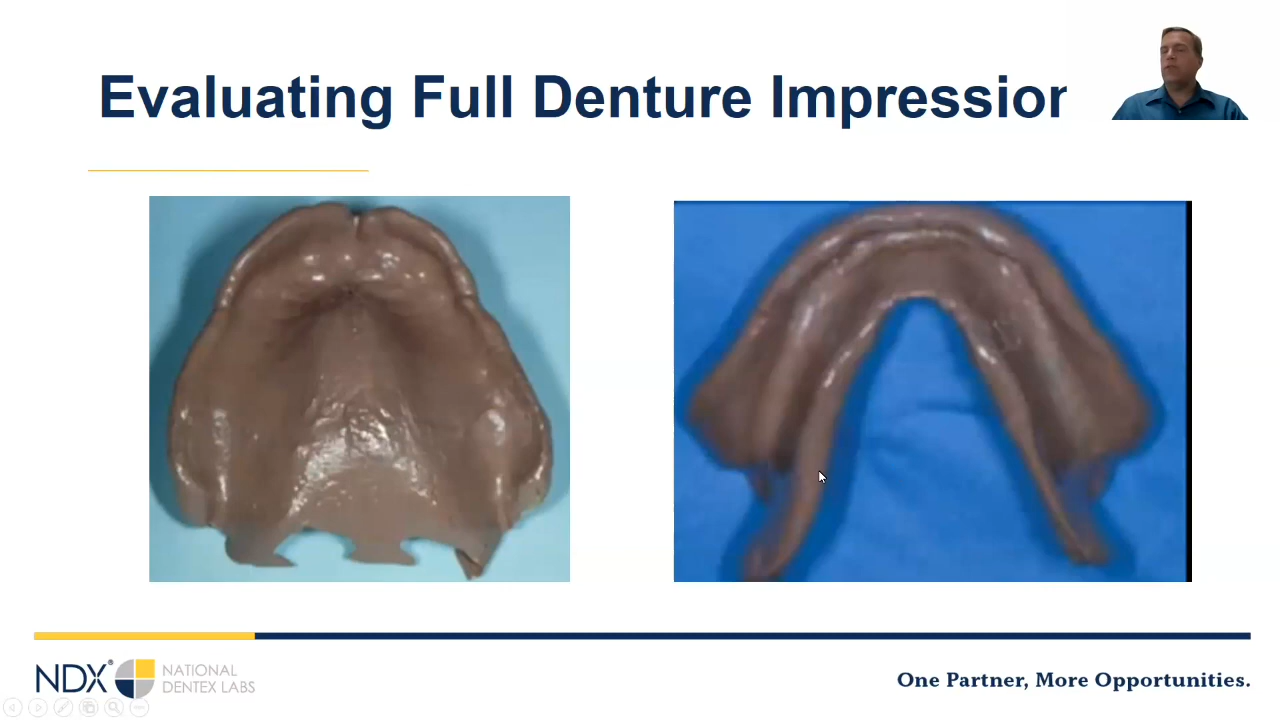 Evaluating Full Denture Impression
NDX®
NATIONAL
DENTEX LABS
One Partner, More Opportunities.